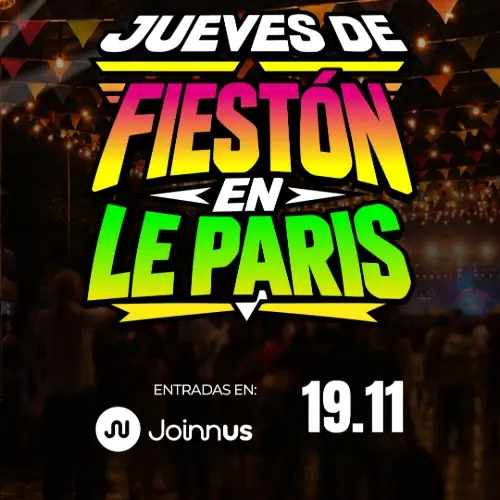 JUEVES DE
FIESTÓN
EN
LE PARIS
ENTRADAS EN:
Joinnus
19.11